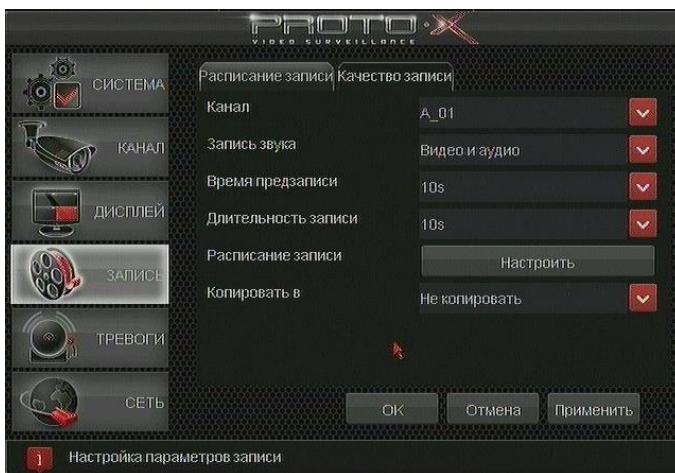 PROTO-X
VIDEO SURVEILLANCE
СИСТЕМА
КАНАЛ
ДИСПЛЕЙ
ЗАПИСЬ
ТРЕВОГИ
СЕТЬ
Расписание записи Качество записи
Канал A_01
Запись звука Видео и аудио
Время предзаписи 10s
Длительность записи 10s
Расписание записи Настроить
Копировать в Не копировать
OK Отмена Применить
Настройка параметров записи